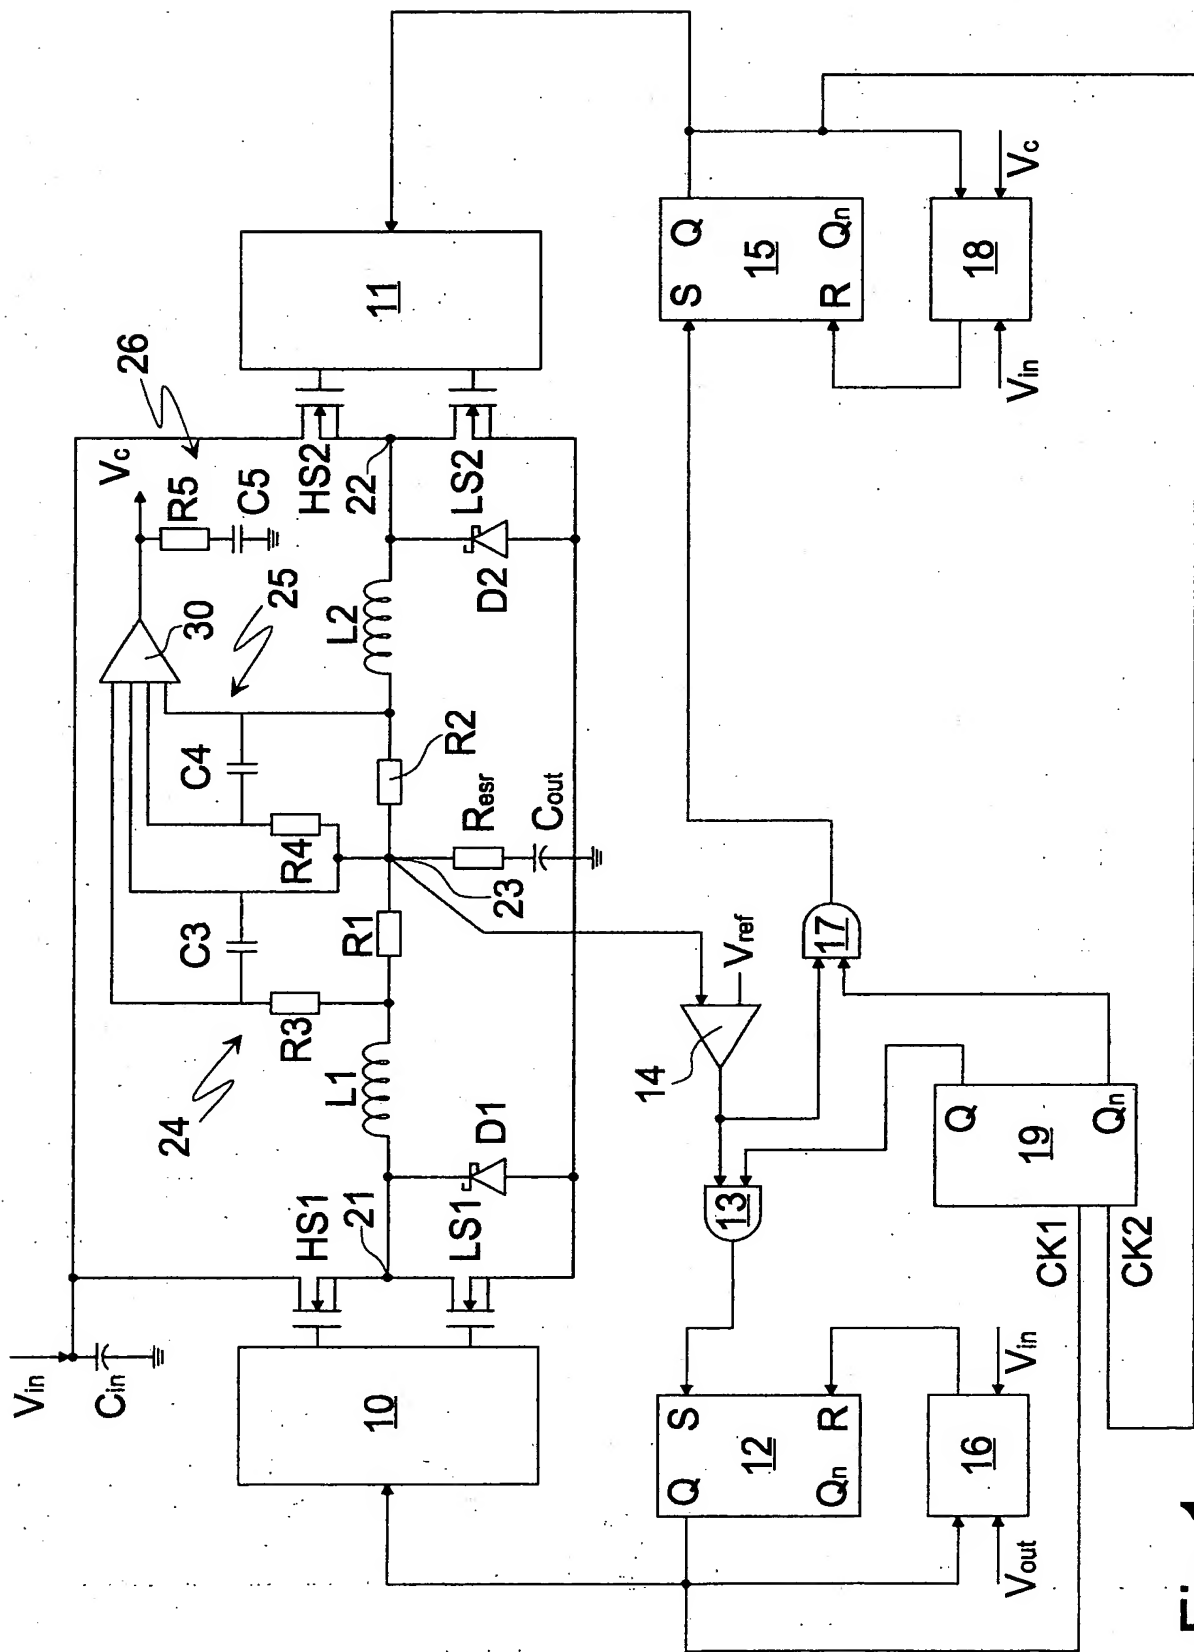 Vin
Cin
10
HS1
21
LS1
D1
L1
24
R3
C3
R1
23
R4
C4
Resr
Cout
R2
L2
25
30
Vc
R5
C5
26
HS2
22
LS2
D2
11
Q
S
12
Qn
R
16
Vout
Vin
13
14
Vref
17
CK1
CK2
Q
19
Qn
S
Q
15
R
Qn
18
Vin
Vc